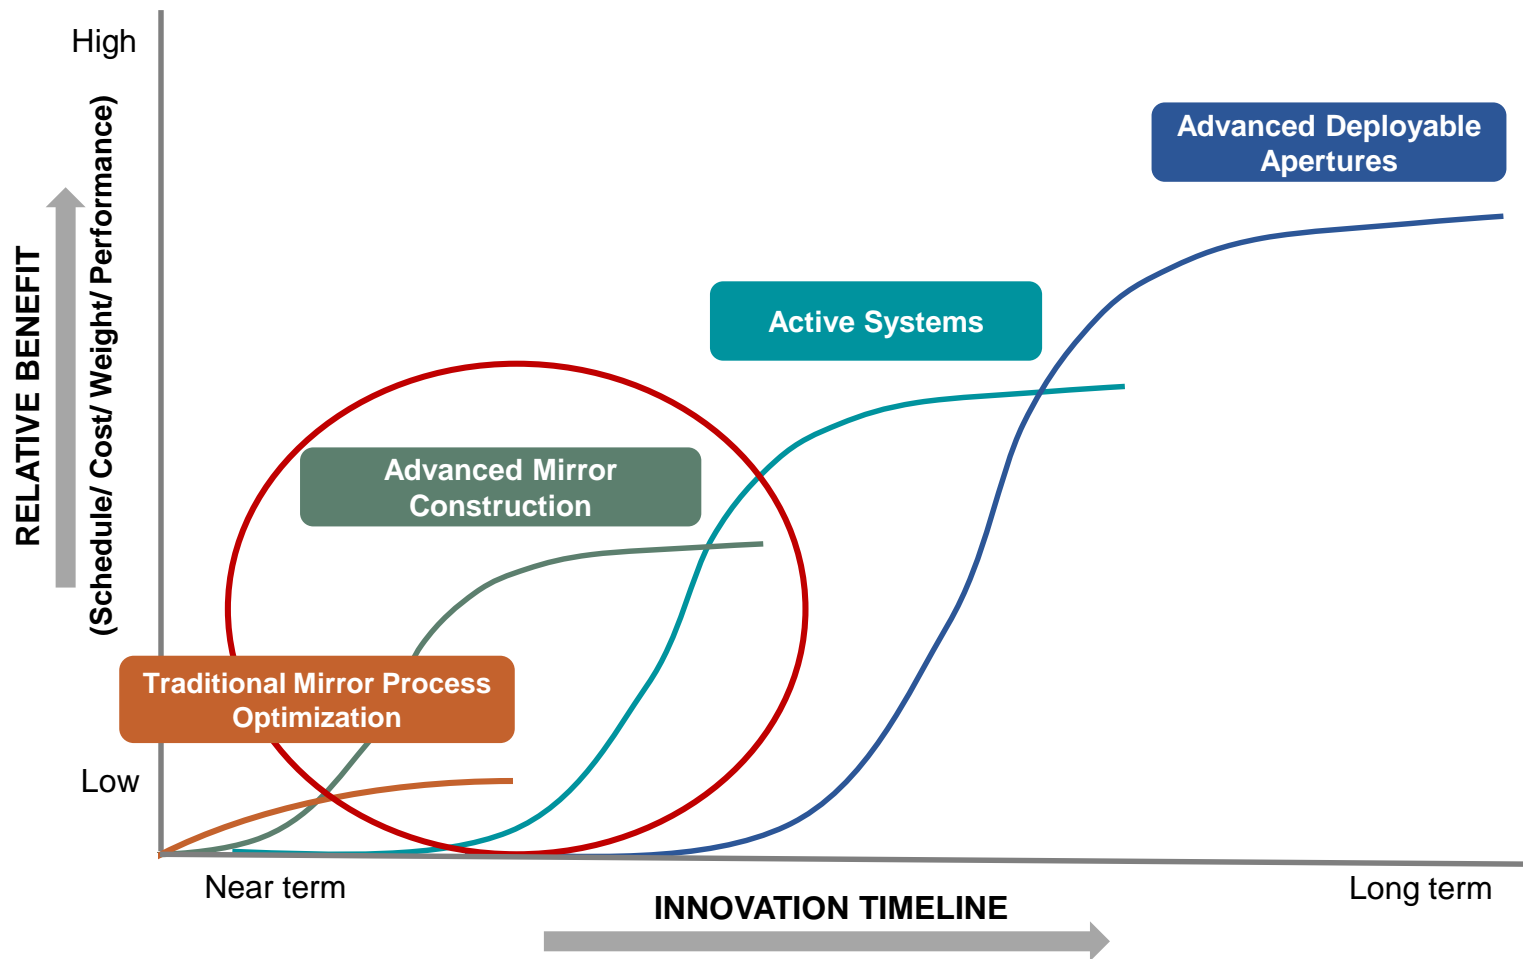 High
Advanced Deployable
Apertures
Active Systems
RELATIVE BENEFIT
(Schedule/ Cost/ Weight/ Performance)
Advanced Mirror
Construction
Traditional Mirror Process
Optimization
Low
Near term
Long term
INNOVATION TIMELINE